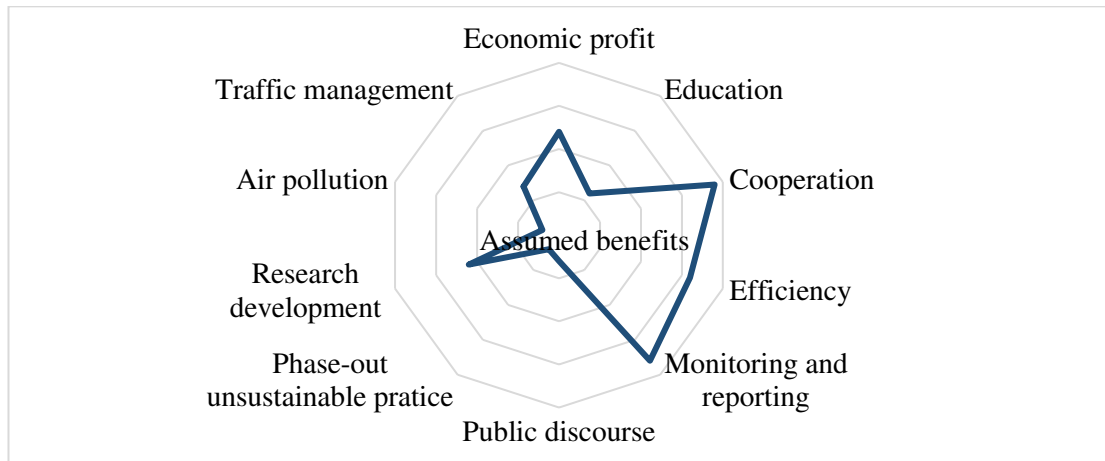 Economic profit
Traffic management
Education
Air pollution
Cooperation
Assumed benefits
Research
development
Efficiency
Phase-out
unsustainable pratice
Monitoring and
reporting
Public discourse